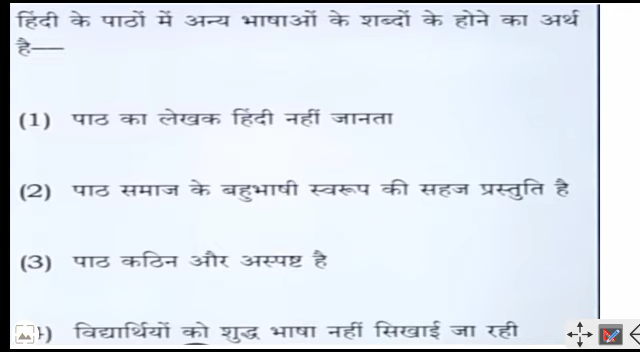 हिंदी के पाठों में अन्य भाषाओं के शब्दों के होने का अर्थ
है—
(1) पाठ का लेखक हिंदी नहीं जानता
(2) पाठ समाज के बहुभाषी स्वरूप की सहज प्रस्तुति है
(3) पाठ कठिन और अस्पष्ट है
) विद्यार्थियों को शुद्ध भाषा नहीं सिखाई जा रही